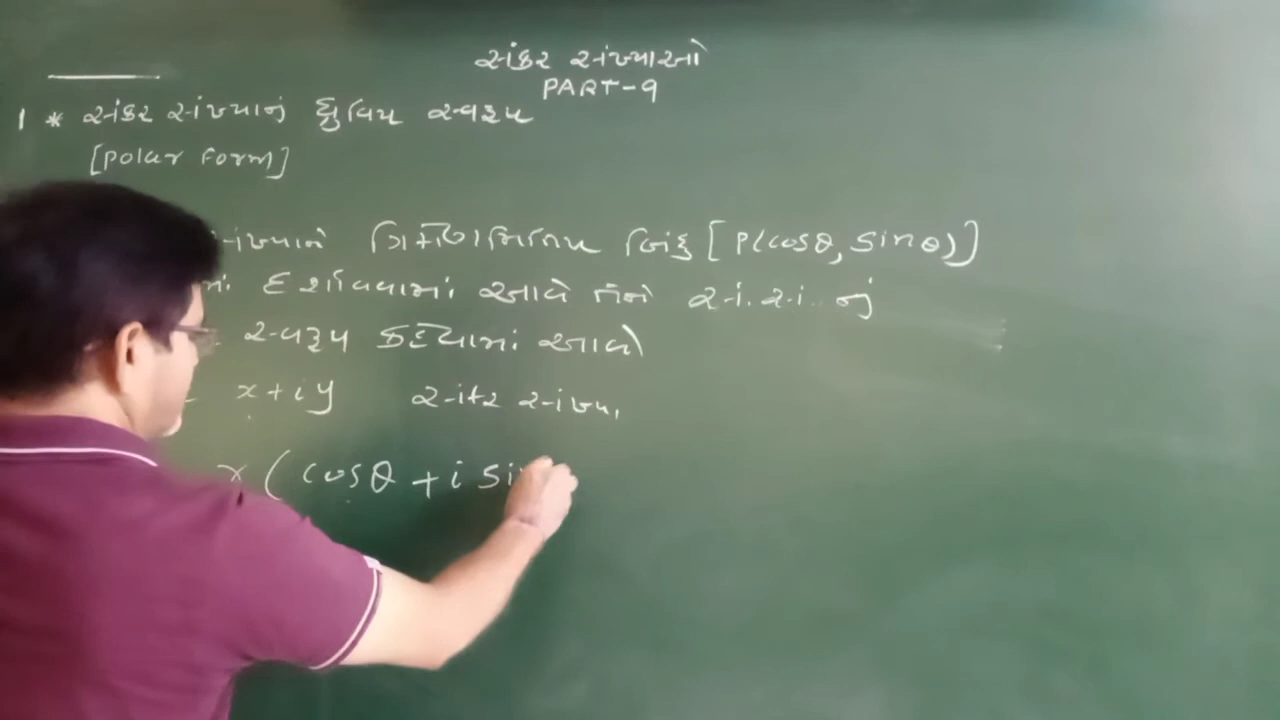 સંકર સંખ્યાઓ
PART-9
1 * સંકર સંખ્યાનું ધ્રુવિય સ્વરૂપ
[Polar Form]
ત્રિકોણમિતિય બિંદુ [P(cosθ, sinθ)]
દર્શાવવામાં આવે તેને સં.સં.. નું
સ્વરૂપ કહેવામાં આવે
x + iy સંકર સંખ્યા
(cosθ + i si